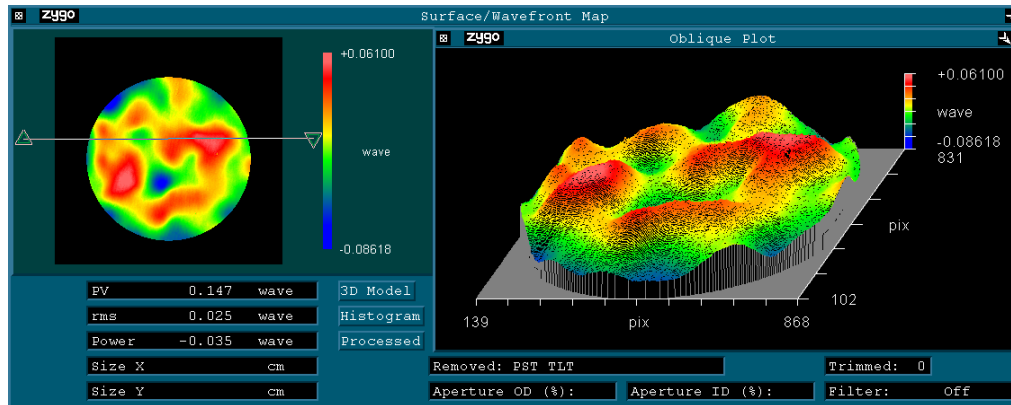 zygo Surface/Wavefront Map
+0.06100
wave
-0.08618
zygo Oblique Plot
+0.06100
wave
-0.08618
831
pix
102
139 pix 868
PV 0.147 wave
rms 0.025 wave
Power -0.035 wave
Size X cm
Size Y cm
3D Model
Histogram
Processed
Removed: PST TLT
Trimmed: 0
Aperture OD (%):
Aperture ID (%):
Filter: Off